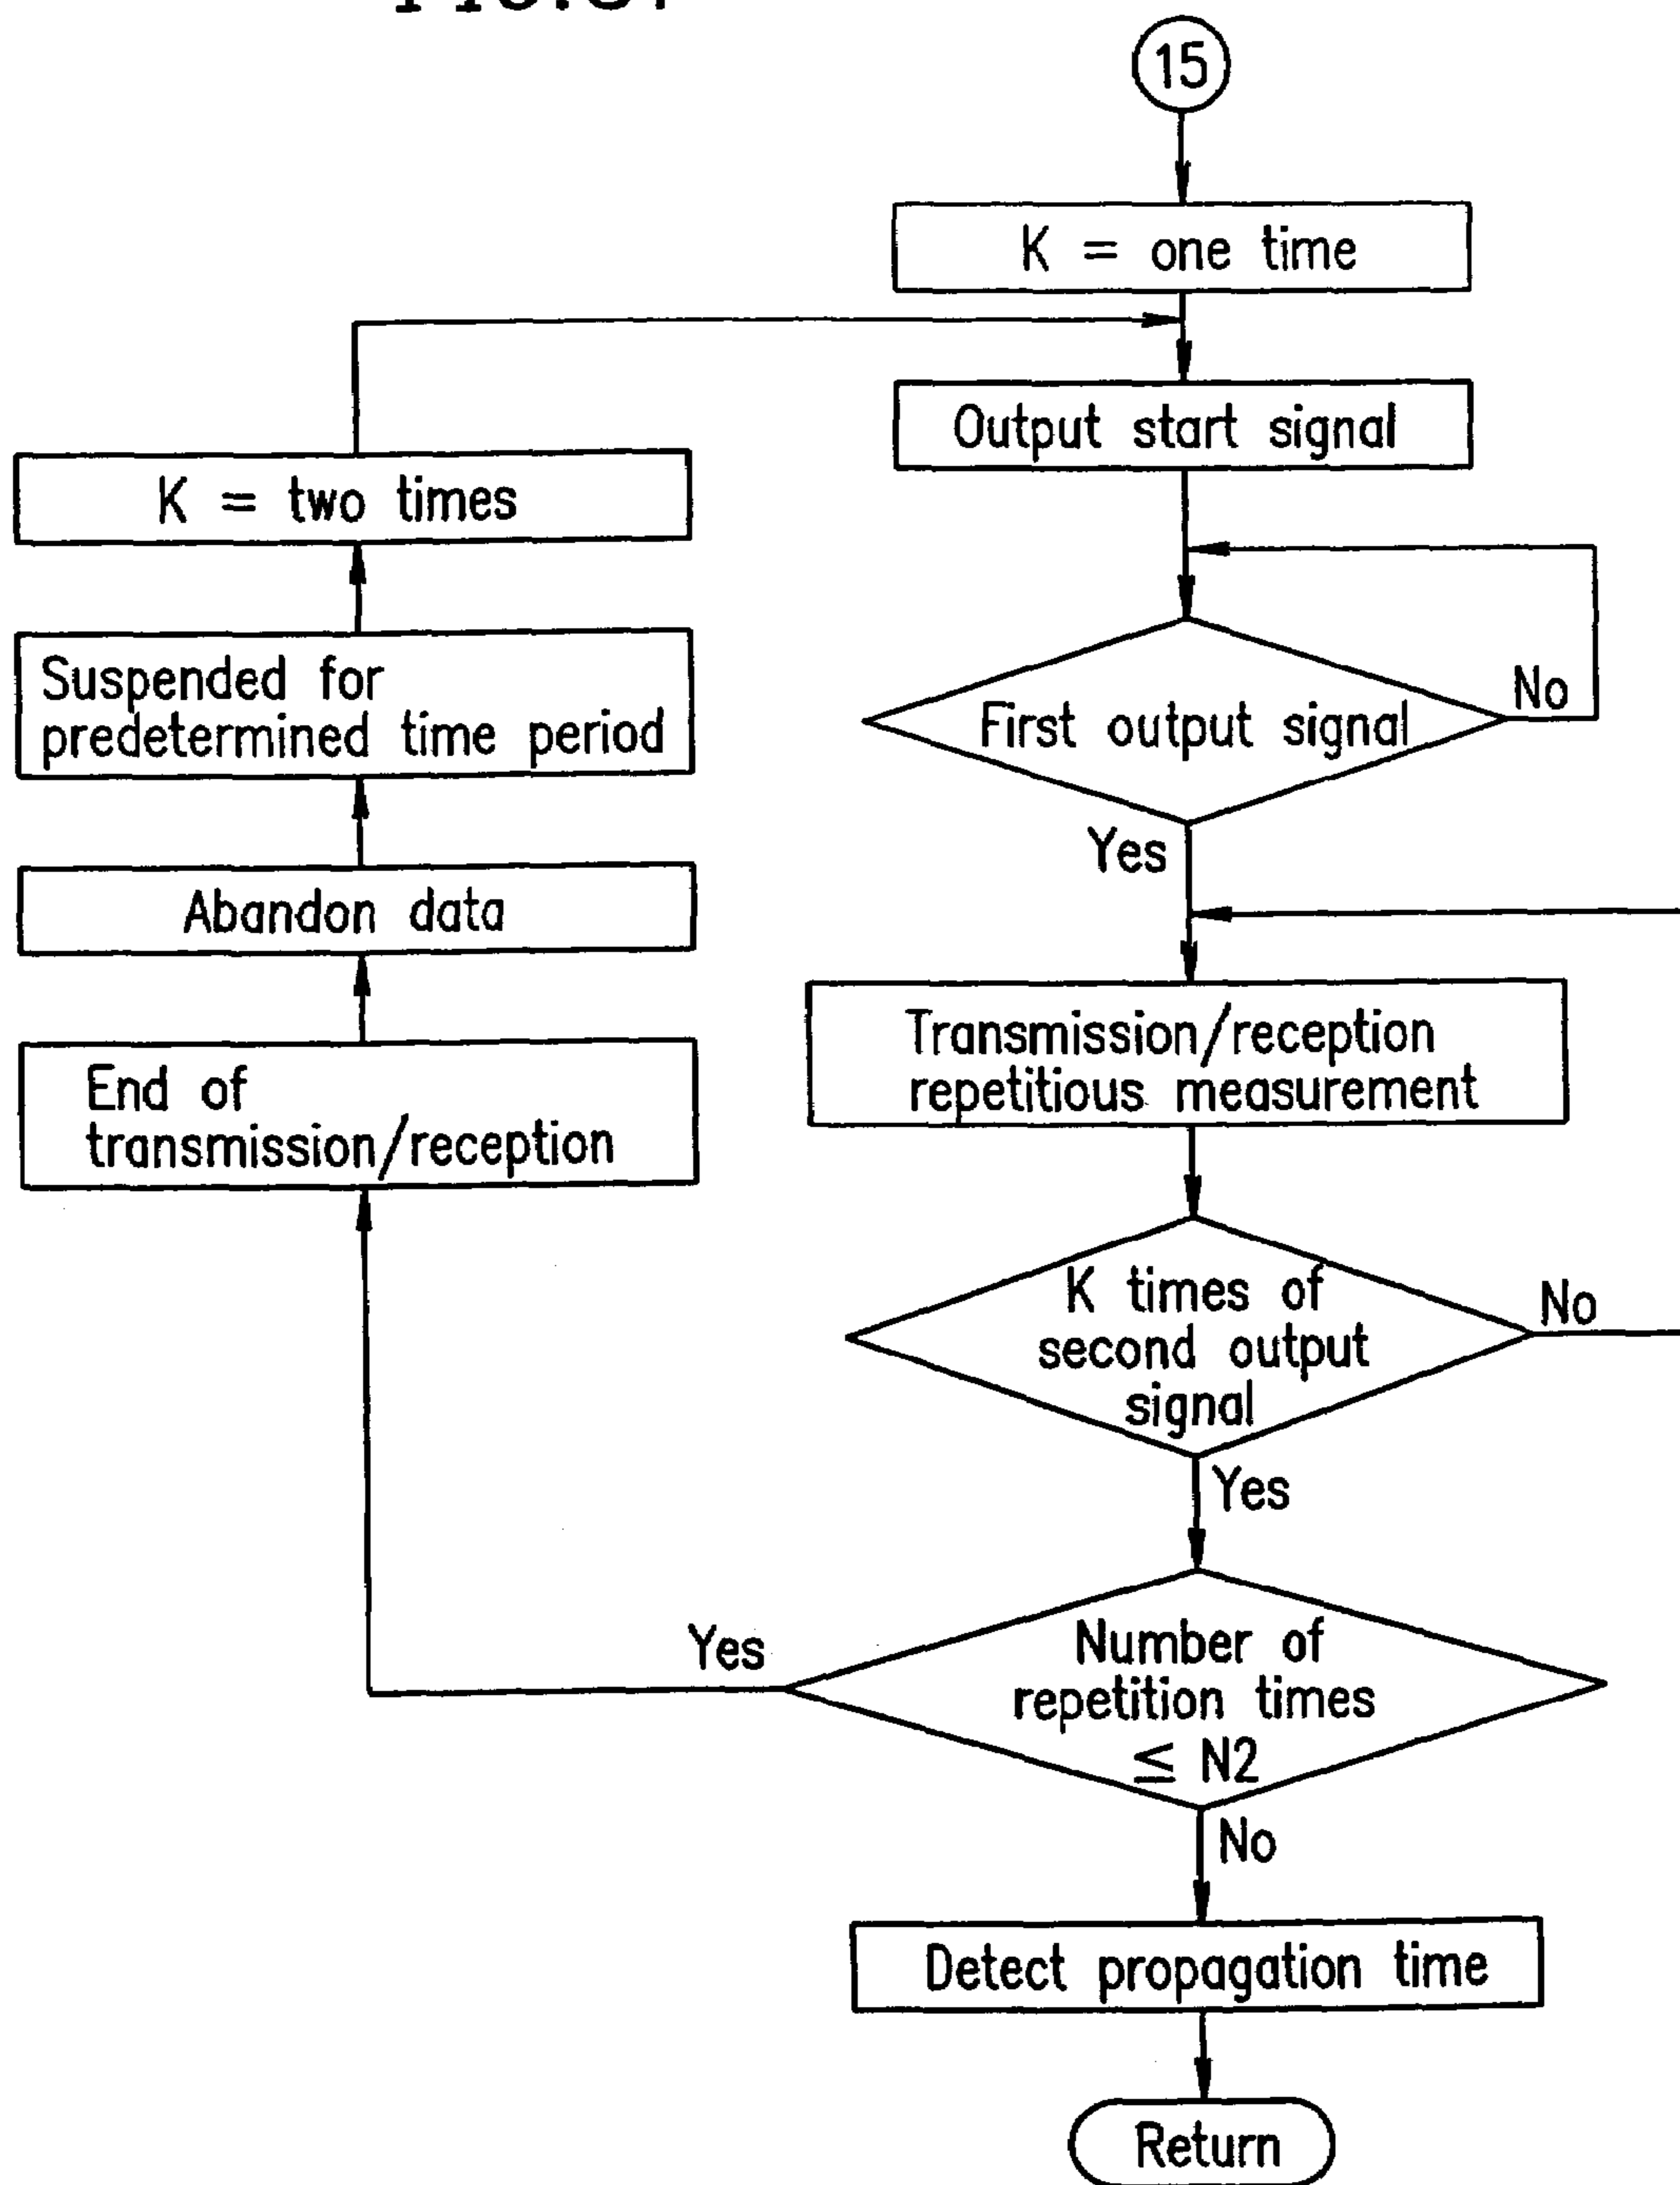 15
K = one time
Output start signal
K = two times
Suspended for
predetermined time period
First output signal
No
Yes
Abandon data
Transmission/reception
repetitious measurement
End of
transmission/reception
K times of
second output
signal
No
Yes
Number of
repetition times
≤ N2
Yes
No
Detect propagation time
Return